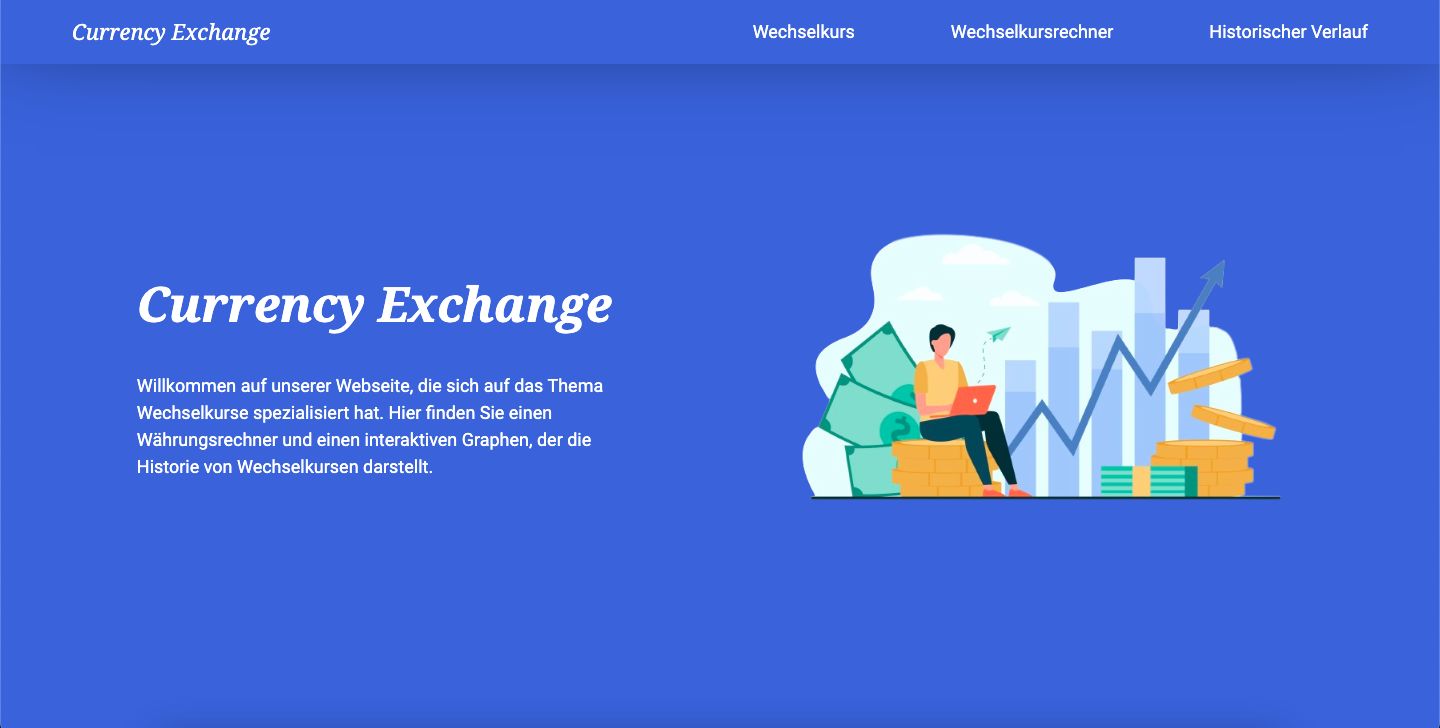 Currency Exchange
Wechselkurs
Wechselkursrechner
Historischer Verlauf
Currency Exchange
Willkommen auf unserer Webseite, die sich auf das Thema
Wechselkurse spezialisiert hat. Hier finden Sie einen
Währungsrechner und einen interaktiven Graphen, der die
Historie von Wechselkursen darstellt.
$